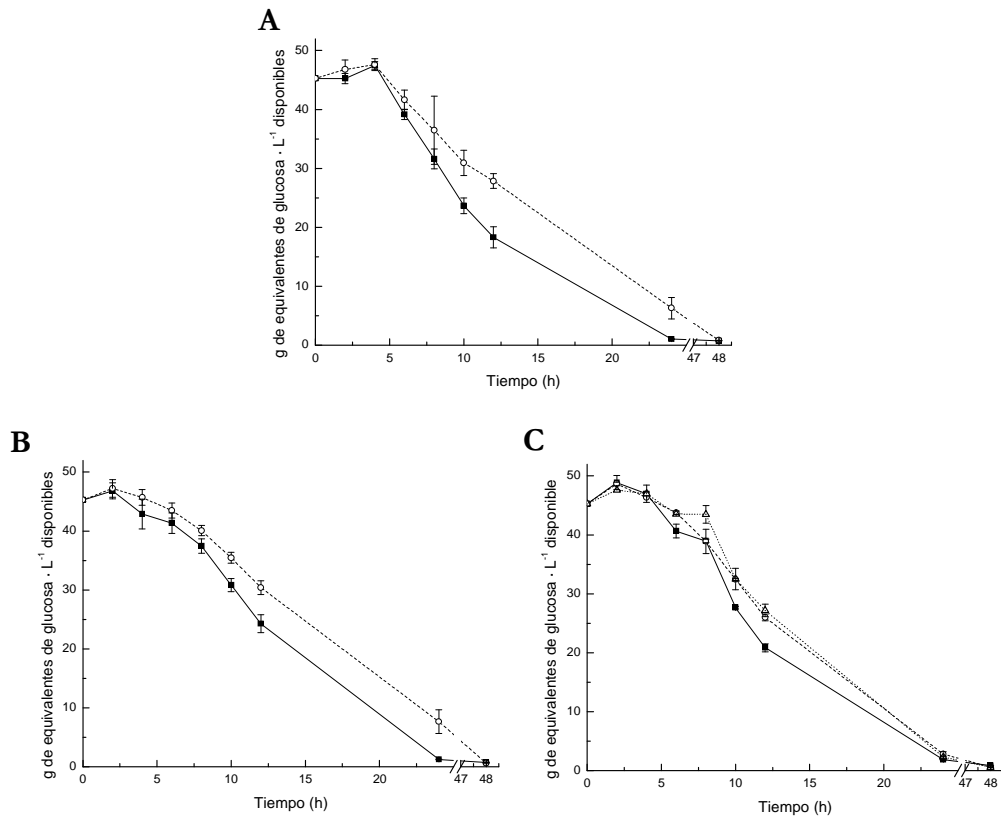 A
g de equivalentes de glucosa · L⁻¹ disponibles
50
40
30
20
10
0
0 5 10 15 20 47 48
Tiempo (h)
B
g de equivalentes de glucosa · L⁻¹ disponibles
50
40
30
20
10
0
0 5 10 15 20 47 48
Tiempo (h)
C
g de equivalentes de glucosa · L⁻¹ disponible
50
40
30
20
10
0
0 5 10 15 20 47 48
Tiempo (h)